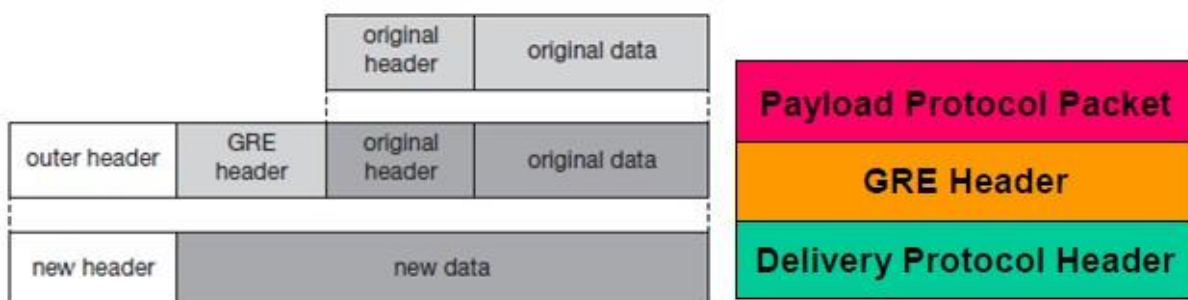 original
header
original data
outer header
GRE
header
original
header
original data
new header
new data
Payload Protocol Packet
GRE Header
Delivery Protocol Header